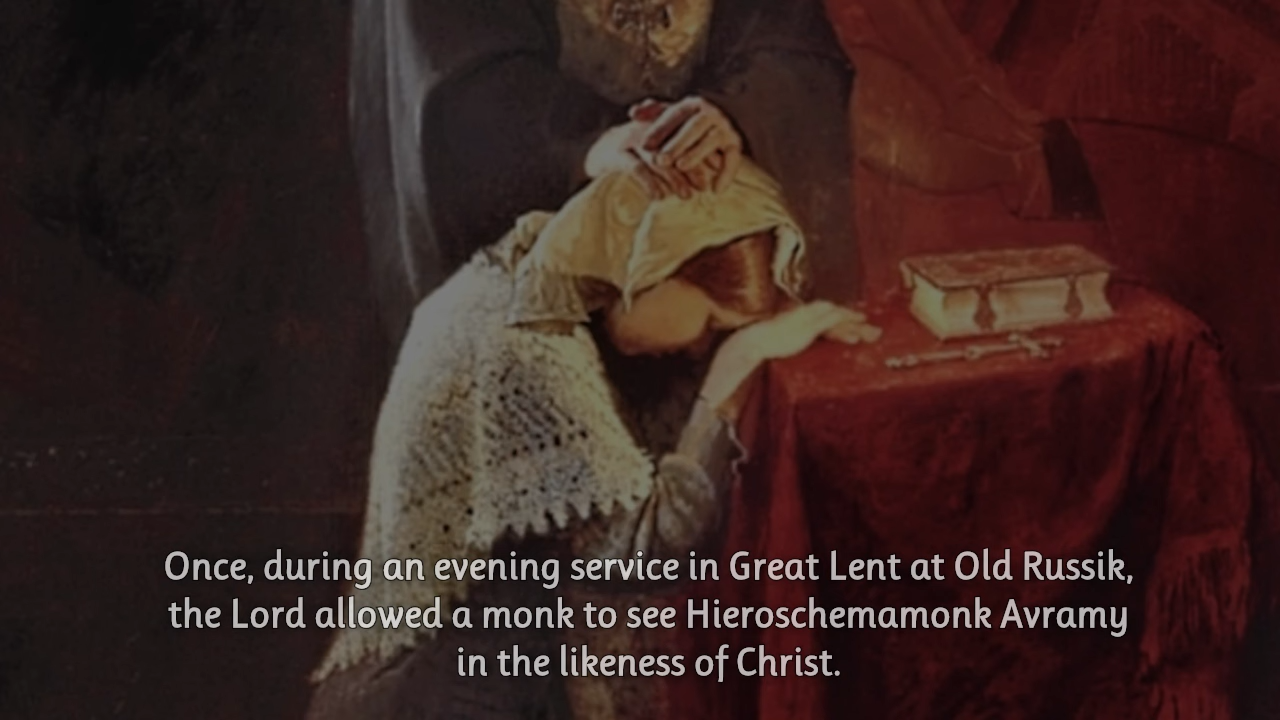 Once, during an evening service in Great Lent at Old Russik,
the Lord allowed a monk to see Hieroschemamonk Avramy
in the likeness of Christ.